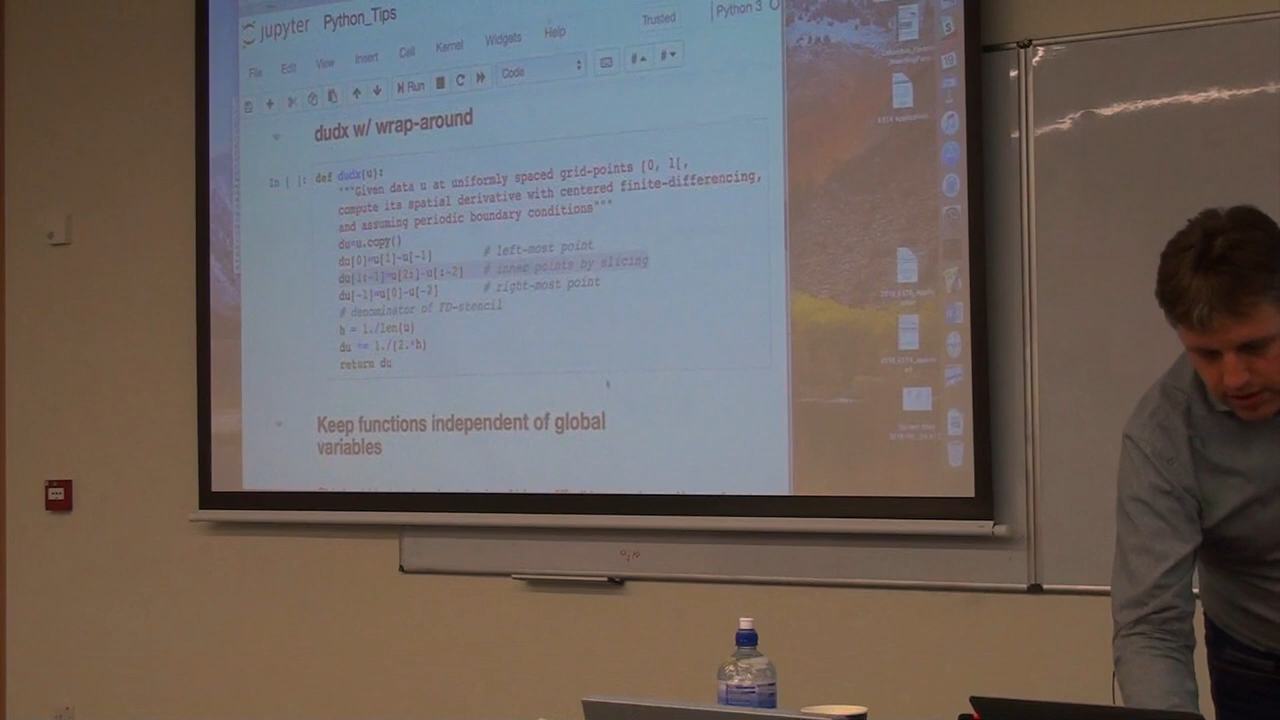 jupyter Python_Tips
Trusted
Python 3
File Edit View Insert Cell Kernel Widgets Help
Run
Code
dudx w/ wrap-around
In [ ]: def dudx(u):
"""Given data u at uniformly spaced grid-points [0, 1[,
compute its spatial derivative with centered finite-differencing,
and assuming periodic boundary conditions"""
du=u.copy()
du[0]=u[1]-u[-1] # left-most point
du[1:-1]=u[2:]-u[:-2] # inner points by slicing
du[-1]=u[0]-u[-2] # right-most point
# denominator of FD-stencil
h = 1./len(u)
du *= 1./(2.*h)
return du
Keep functions independent of global
variables